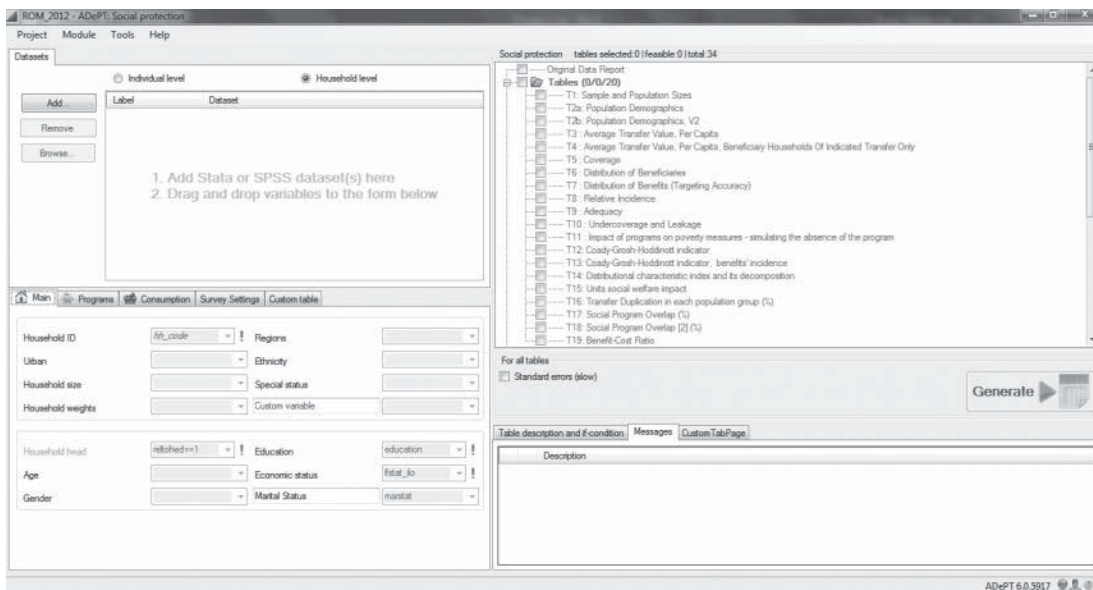 ROM_2012 - ADePT: Social protection
Project Module Tools Help
Datasets
Individual level Household level
Add...
Remove
Browse...
Label Dataset
1. Add Stata or SPSS dataset(s) here
2. Drag and drop variables to the form below
Main Programs Consumption Survey Settings Custom table
Household ID hh_code ! Regions
Urban Ethnicity
Household size Special status
Household weights Custom variable
Household head reltohed==1 ! Education education !
Age Economic status lstat_ilo !
Gender Marital Status marstat
Social protection tables selected:0 | feasible:0 | total:34
Original Data Report
Tables (0/0/20)
T1: Sample and Population Sizes
T2a: Population Demographics
T2b: Population Demographics, V2
T3 : Average Transfer Value, Per Capita
T4 : Average Transfer Value, Per Capita, Beneficiary Households Of Indicated Transfer Only
T5 : Coverage
T6 : Distribution of Beneficiaries
T7 : Distribution of Benefits (Targeting Accuracy)
T8 : Relative Incidence
T9 : Adequacy
T10 : Undercoverage and Leakage
T11 : Impact of programs on poverty measures - simulating the absence of the program
T12: Coady-Grosh-Hoddinott indicator
T13: Coady-Grosh-Hoddinott indicator, benefits' incidence
T14: Distributional characteristic index and its decomposition
T15: Units social welfare impact
T16: Transfer Duplication in each population group (%)
T17: Social Program Overlap (%)
T18: Social Program Overlap [2] (%)
T19: Benefit-Cost Ratio
For all tables
Standard errors (slow)
Generate
Table description and if-condition Messages CustomTabPage
Description
ADePT 6.0.5917